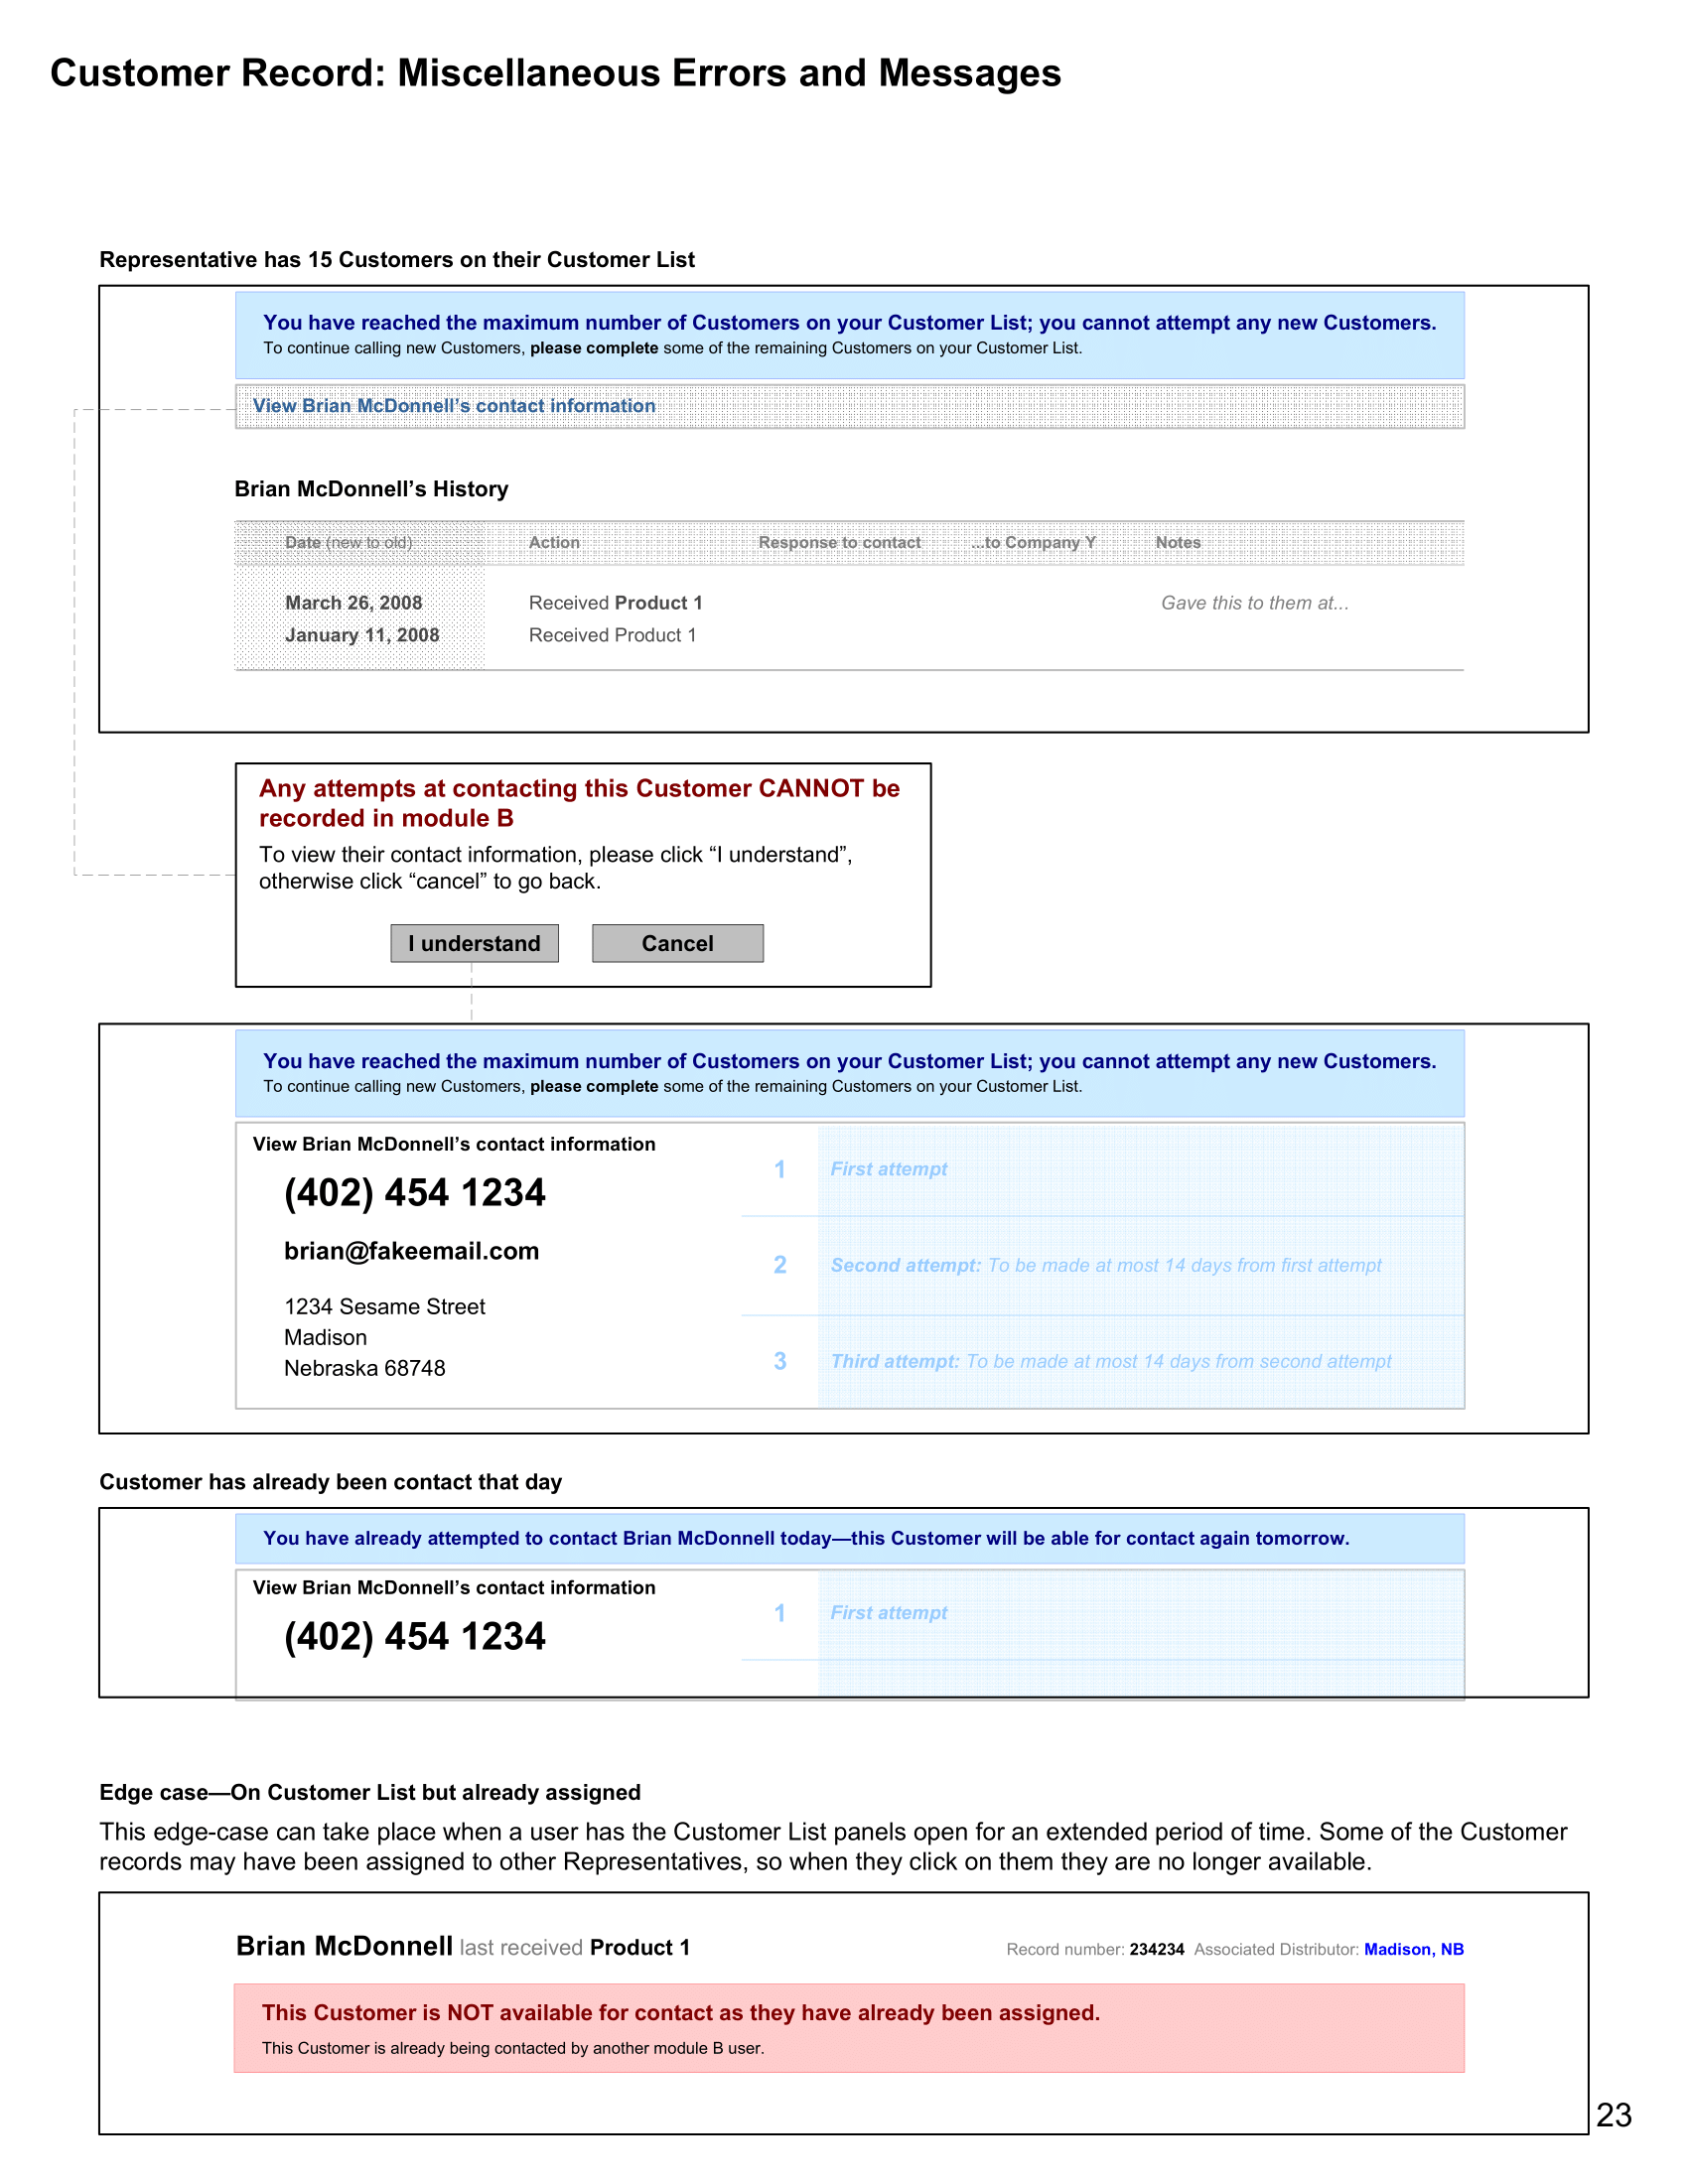 Customer Record: Miscellaneous Errors and Messages
Representative has 15 Customers on their Customer List
You have reached the maximum number of Customers on your Customer List; you cannot attempt any new Customers.
To continue calling new Customers, please complete some of the remaining Customers on your Customer List.
View Brian McDonnell’s contact information
Brian McDonnell’s History
Date (new to old) Action Response to contact ...to Company Y Notes
March 26, 2008 Received Product 1 Gave this to them at...
January 11, 2008 Received Product 1
Any attempts at contacting this Customer CANNOT be
recorded in module B
To view their contact information, please click “I understand”,
otherwise click “cancel” to go back.
I understand Cancel
You have reached the maximum number of Customers on your Customer List; you cannot attempt any new Customers.
To continue calling new Customers, please complete some of the remaining Customers on your Customer List.
View Brian McDonnell’s contact information
(402) 454 1234
brian@fakeemail.com
1234 Sesame Street
Madison
Nebraska 68748
1 First attempt
2 Second attempt: To be made at most 14 days from first attempt
3 Third attempt: To be made at most 14 days from second attempt
Customer has already been contact that day
You have already attempted to contact Brian McDonnell today—this Customer will be able for contact again tomorrow.
View Brian McDonnell’s contact information
(402) 454 1234
1 First attempt
Edge case—On Customer List but already assigned
This edge-case can take place when a user has the Customer List panels open for an extended period of time. Some of the Customer
records may have been assigned to other Representatives, so when they click on them they are no longer available.
Brian McDonnell last received Product 1 Record number: 234234 Associated Distributor: Madison, NB
This Customer is NOT available for contact as they have already been assigned.
This Customer is already being contacted by another module B user.
23